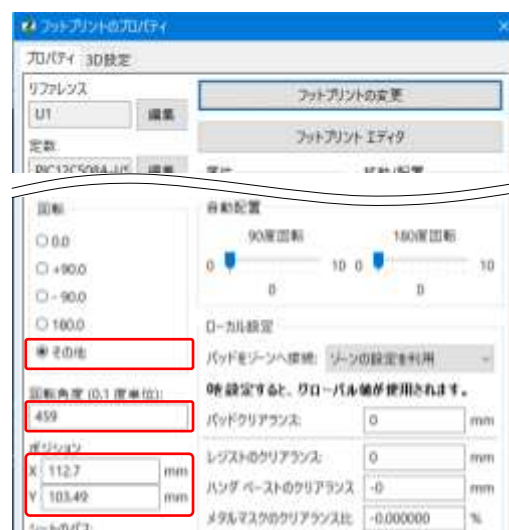 フットプリントのプロパティ
プロパティ 3D設定
リファレンス
フットプリントの変更
U1 編集
フットプリント エディタ
定数
PIC12C508A-I/S 編集
回転
自動配置
90度回転 180度回転
0.0
0 10 0 10
+90.0
0 0
- 90.0
180.0
ローカル設定
その他
パッドをゾーンへ接続: ゾーンの設定を利用
回転角度 (0.1 度単位):
0を設定すると、グローバル値が使用されます。
459
パッドクリアランス: 0 mm
ポジション
レジストのクリアランス: 0 mm
X 112.7 mm
ハンダ ペーストのクリアランス -0 mm
Y 103.49 mm
メタルマスクのクリアランス比 -0.000000 %
シートのパス: